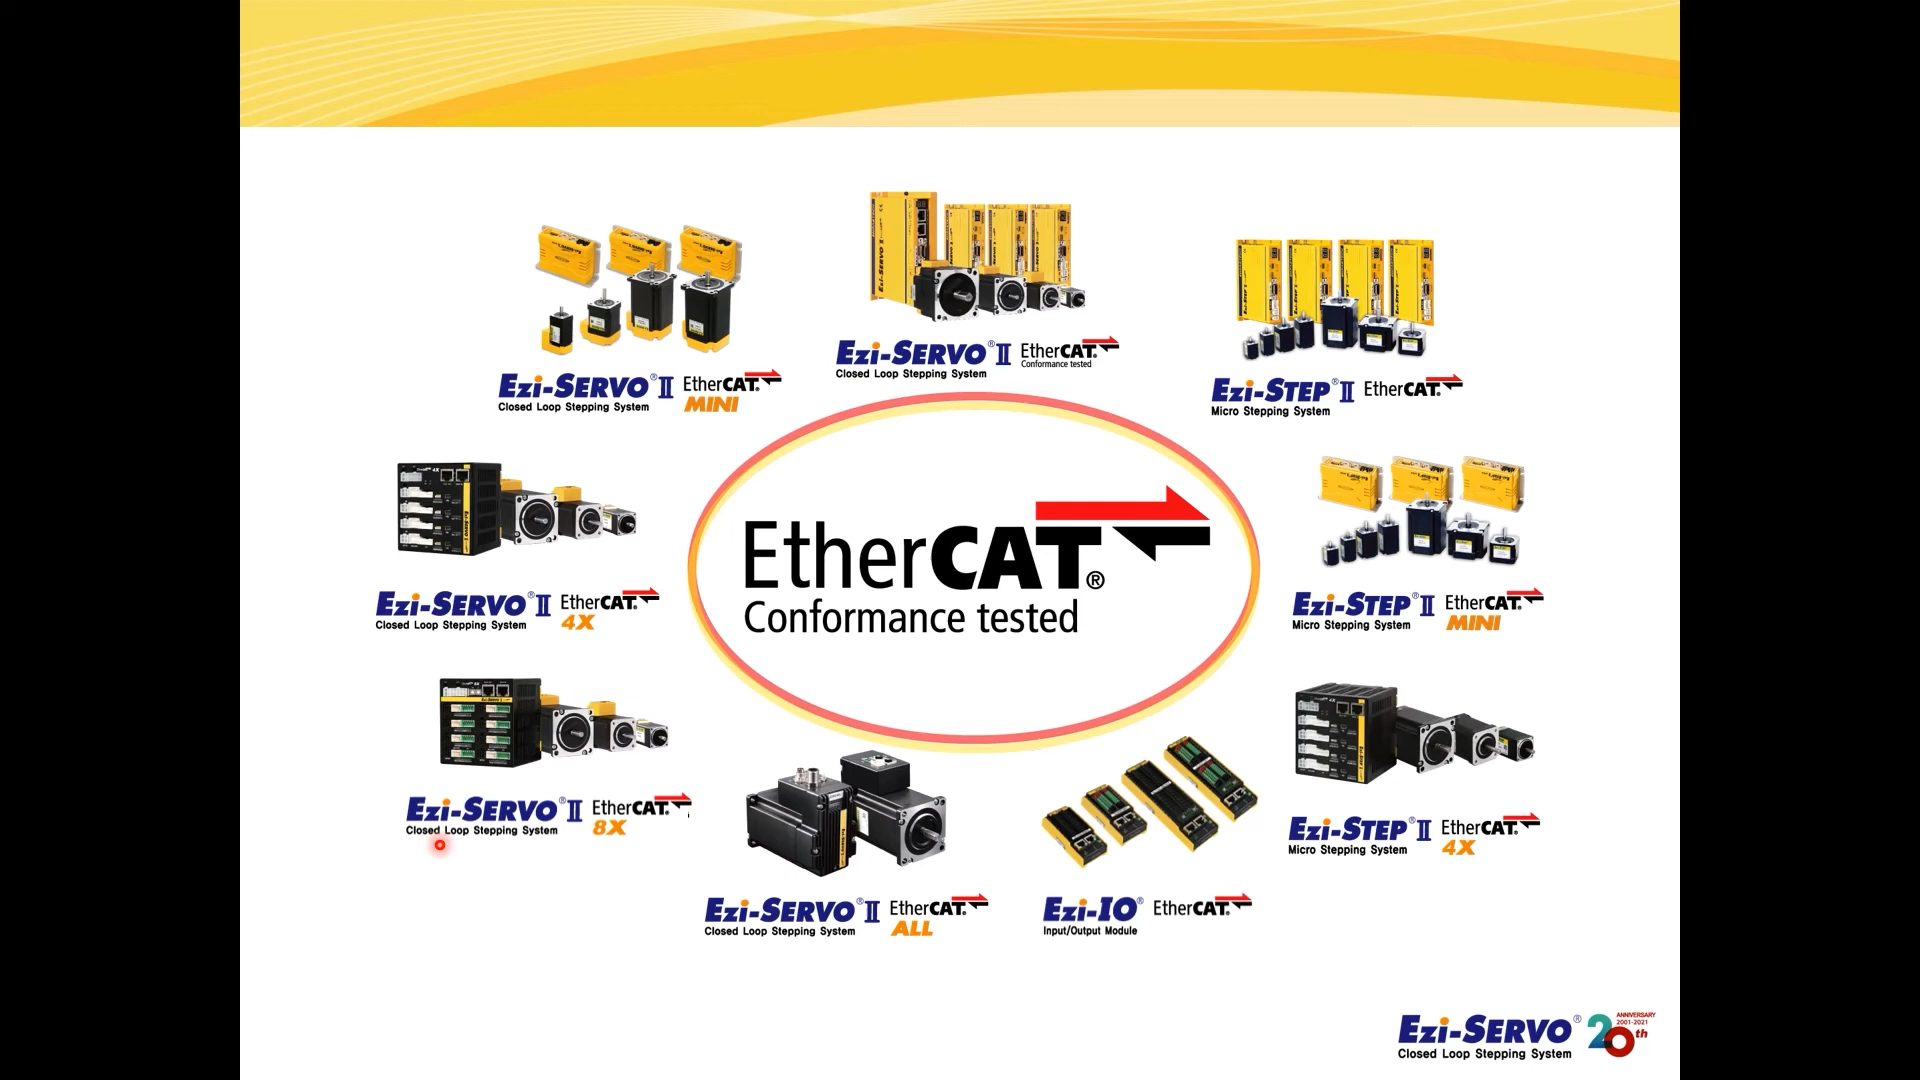 Ezi-SERVO® II EtherCAT®
Closed Loop Stepping System
MINI
Ezi-SERVO® II EtherCAT®
Closed Loop Stepping System
Conformance tested
Ezi-STEP® II EtherCAT®
Micro Stepping System
Ezi-SERVO® II EtherCAT®
Closed Loop Stepping System
4X
EtherCAT®
Conformance tested
Ezi-STEP® II EtherCAT®
Micro Stepping System
MINI
Ezi-SERVO® II EtherCAT®
Closed Loop Stepping System
8X
Ezi-STEP® II EtherCAT®
Micro Stepping System
4X
Ezi-SERVO® II EtherCAT®
Closed Loop Stepping System
ALL
Ezi-IO® EtherCAT®
Input/Output Module
Ezi-SERVO®
Closed Loop Stepping System
20th
ANNIVERSARY
2001-2021